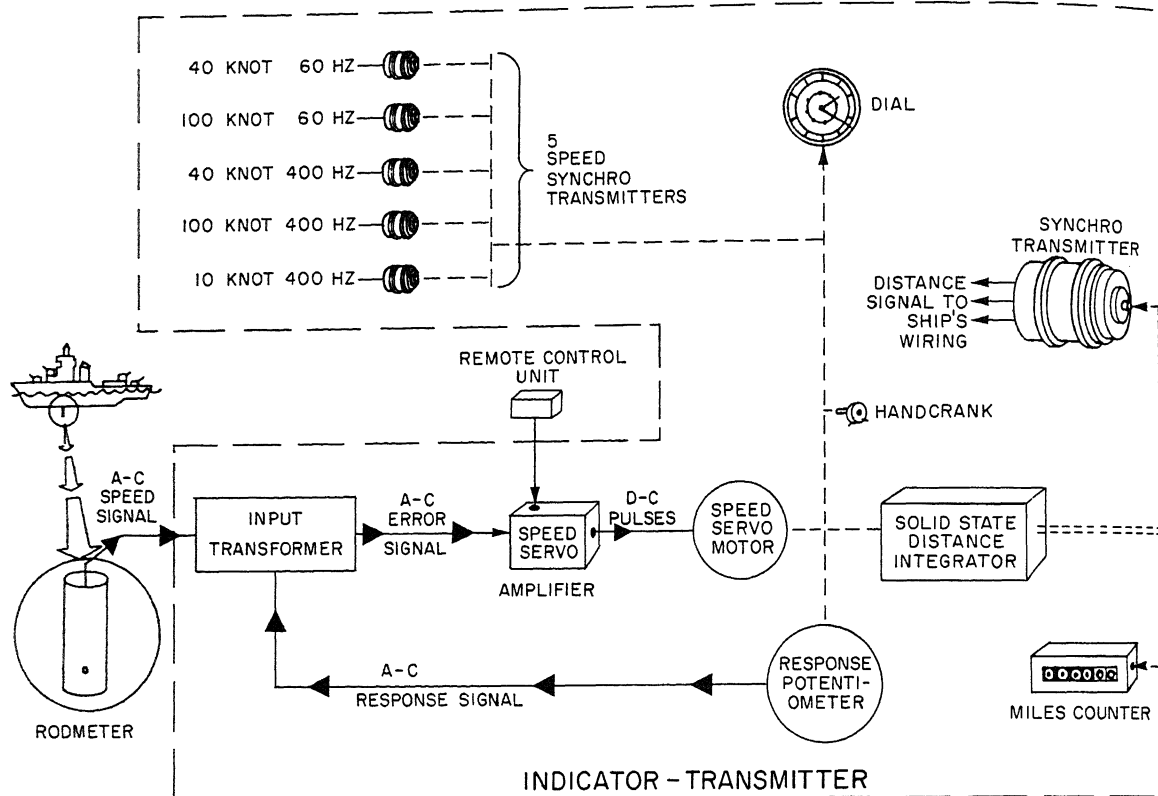 40 KNOT 60 HZ
100 KNOT 60 HZ
40 KNOT 400 HZ
100 KNOT 400 HZ
10 KNOT 400 HZ
5
SPEED
SYNCHRO
TRANSMITTERS
DIAL
SYNCHRO
TRANSMITTER
DISTANCE
SIGNAL TO
SHIP'S
WIRING
REMOTE CONTROL
UNIT
HANDCRANK
A-C
SPEED
SIGNAL
INPUT
TRANSFORMER
A-C
ERROR
SIGNAL
SPEED
SERVO
AMPLIFIER
D-C
PULSES
SPEED
SERVO
MOTOR
SOLID STATE
DISTANCE
INTEGRATOR
A-C
RESPONSE SIGNAL
RESPONSE
POTENTI-
OMETER
000000
MILES COUNTER
RODMETER
INDICATOR - TRANSMITTER